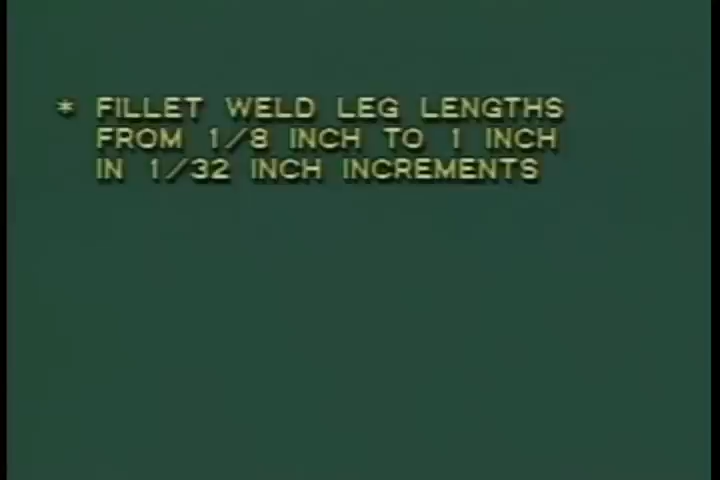 * FILLET WELD LEG LENGTHS
FROM 1/8 INCH TO 1 INCH
IN 1/32 INCH INCREMENTS